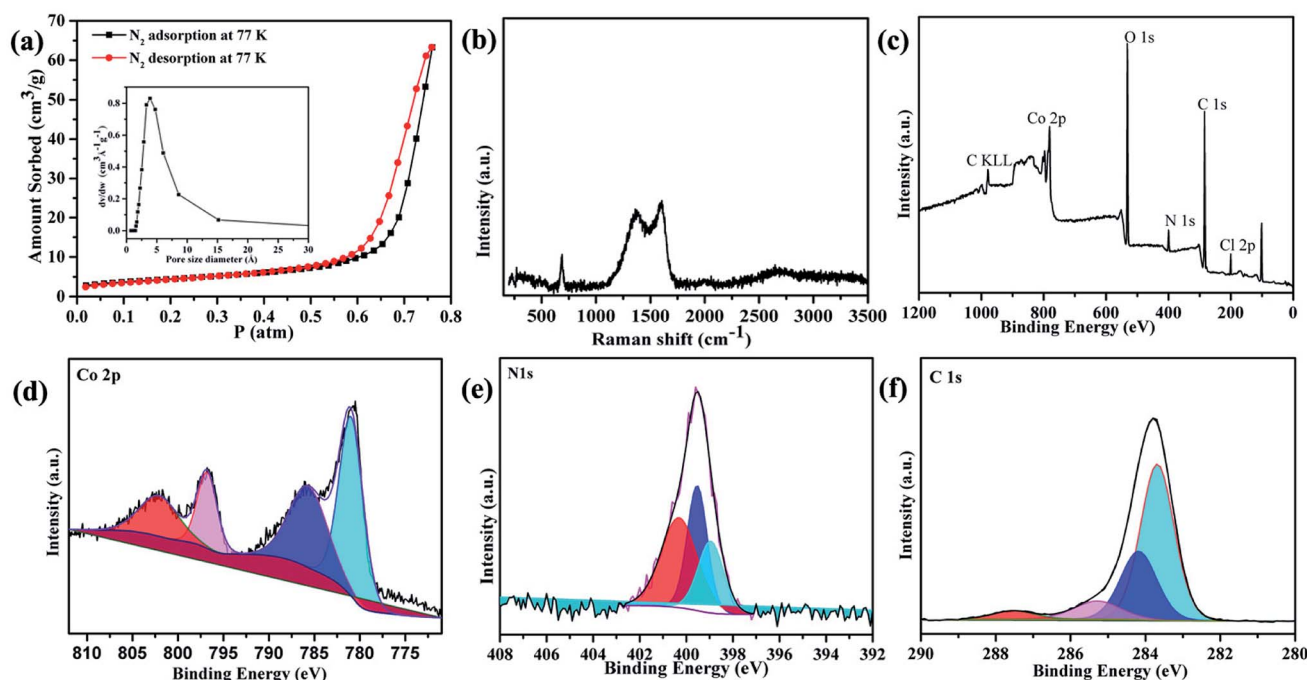 (a)
N₂ adsorption at 77 K
N₂ desorption at 77 K
Amount Sorbed (cm³/g)
70
60
50
40
30
20
10
0
0.0 0.1 0.2 0.3 0.4 0.5 0.6 0.7 0.8
P (atm)
dv/dw (cm³Å⁻¹g⁻¹)
0.8
0.6
0.4
0.2
0.0
0 5 10 15 20 25 30
Pore size diameter (Å)
(b)
Intensity (a.u.)
500 1000 1500 2000 2500 3000 3500
Raman shift (cm⁻¹)
(c)
O 1s
C 1s
Co 2p
C KLL
N 1s
Cl 2p
Intensity (a.u.)
1200 1000 800 600 400 200 0
Binding Energy (eV)
(d)
Co 2p
Intensity (a.u.)
810 805 800 795 790 785 780 775
Binding Energy (eV)
(e)
N1s
Intensity (a.u.)
408 406 404 402 400 398 396 394 392
Binding Energy (eV)
(f)
C 1s
Intensity (a.u.)
290 288 286 284 282 280
Binding Energy (eV)